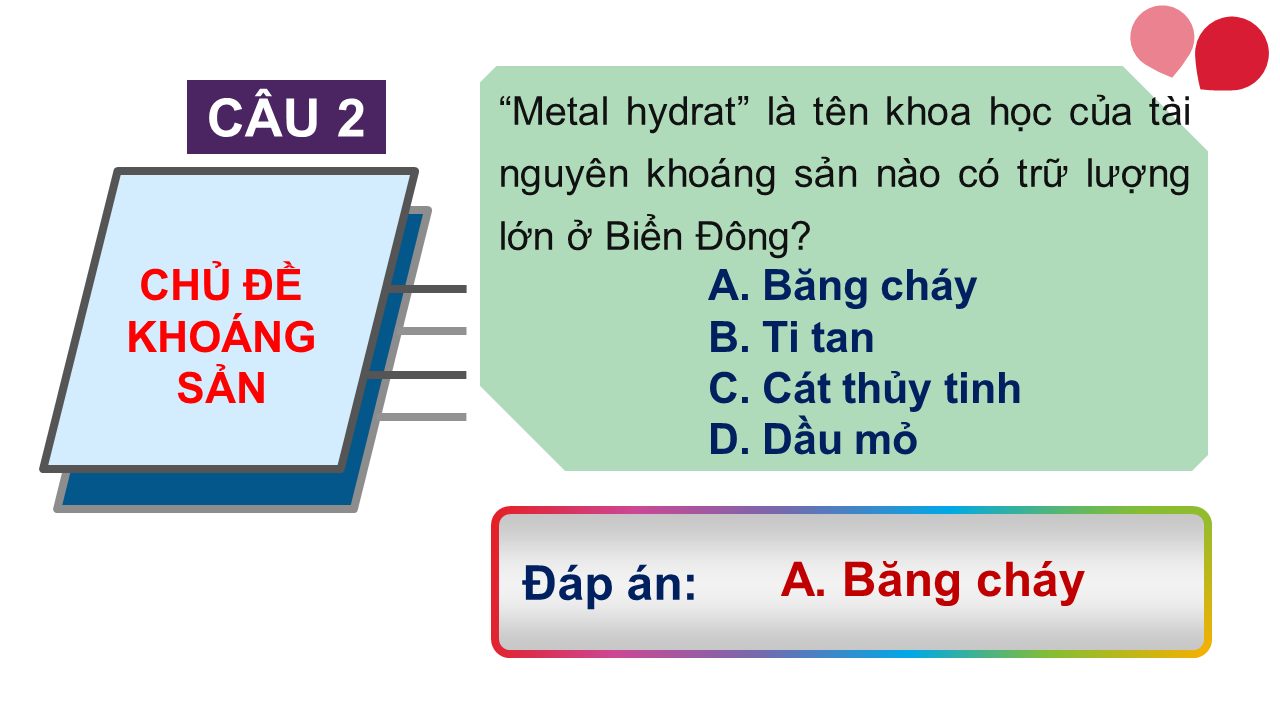 CÂU 2
CHỦ ĐỀ
KHOÁNG
SẢN
“Metal hydrat” là tên khoa học của tài
nguyên khoáng sản nào có trữ lượng
lớn ở Biển Đông?
A. Băng cháy
B. Ti tan
C. Cát thủy tinh
D. Dầu mỏ
Đáp án: A. Băng cháy